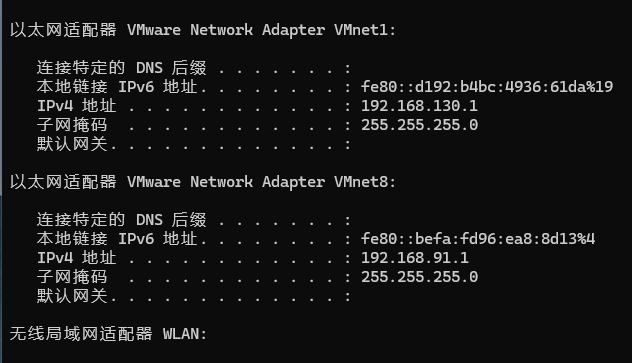 以太网适配器 VMware Network Adapter VMnet1:
连接特定的 DNS 后缀 . . . . . . . :
本地链接 IPv6 地址. . . . . . . . : fe80::d192:b4bc:4936:61da%19
IPv4 地址 . . . . . . . . . . . . : 192.168.130.1
子网掩码 . . . . . . . . . . . . : 255.255.255.0
默认网关. . . . . . . . . . . . . :
以太网适配器 VMware Network Adapter VMnet8:
连接特定的 DNS 后缀 . . . . . . . :
本地链接 IPv6 地址. . . . . . . . : fe80::befa:fd96:ea8:8d13%4
IPv4 地址 . . . . . . . . . . . . : 192.168.91.1
子网掩码 . . . . . . . . . . . . : 255.255.255.0
默认网关. . . . . . . . . . . . . :
无线局域网适配器 WLAN: